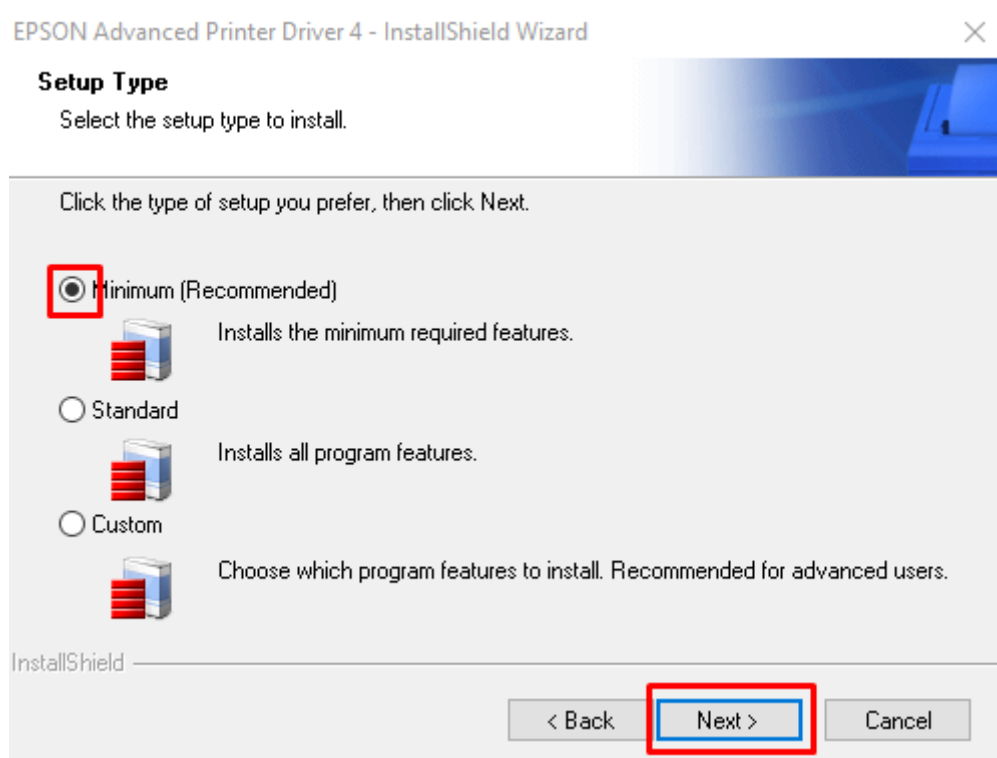 EPSON Advanced Printer Driver 4 - InstallShield Wizard
Setup Type
Select the setup type to install.
Click the type of setup you prefer, then click Next.
Minimum (Recommended)
Installs the minimum required features.
Standard
Installs all program features.
Custom
Choose which program features to install. Recommended for advanced users.
InstallShield
< Back
Next >
Cancel